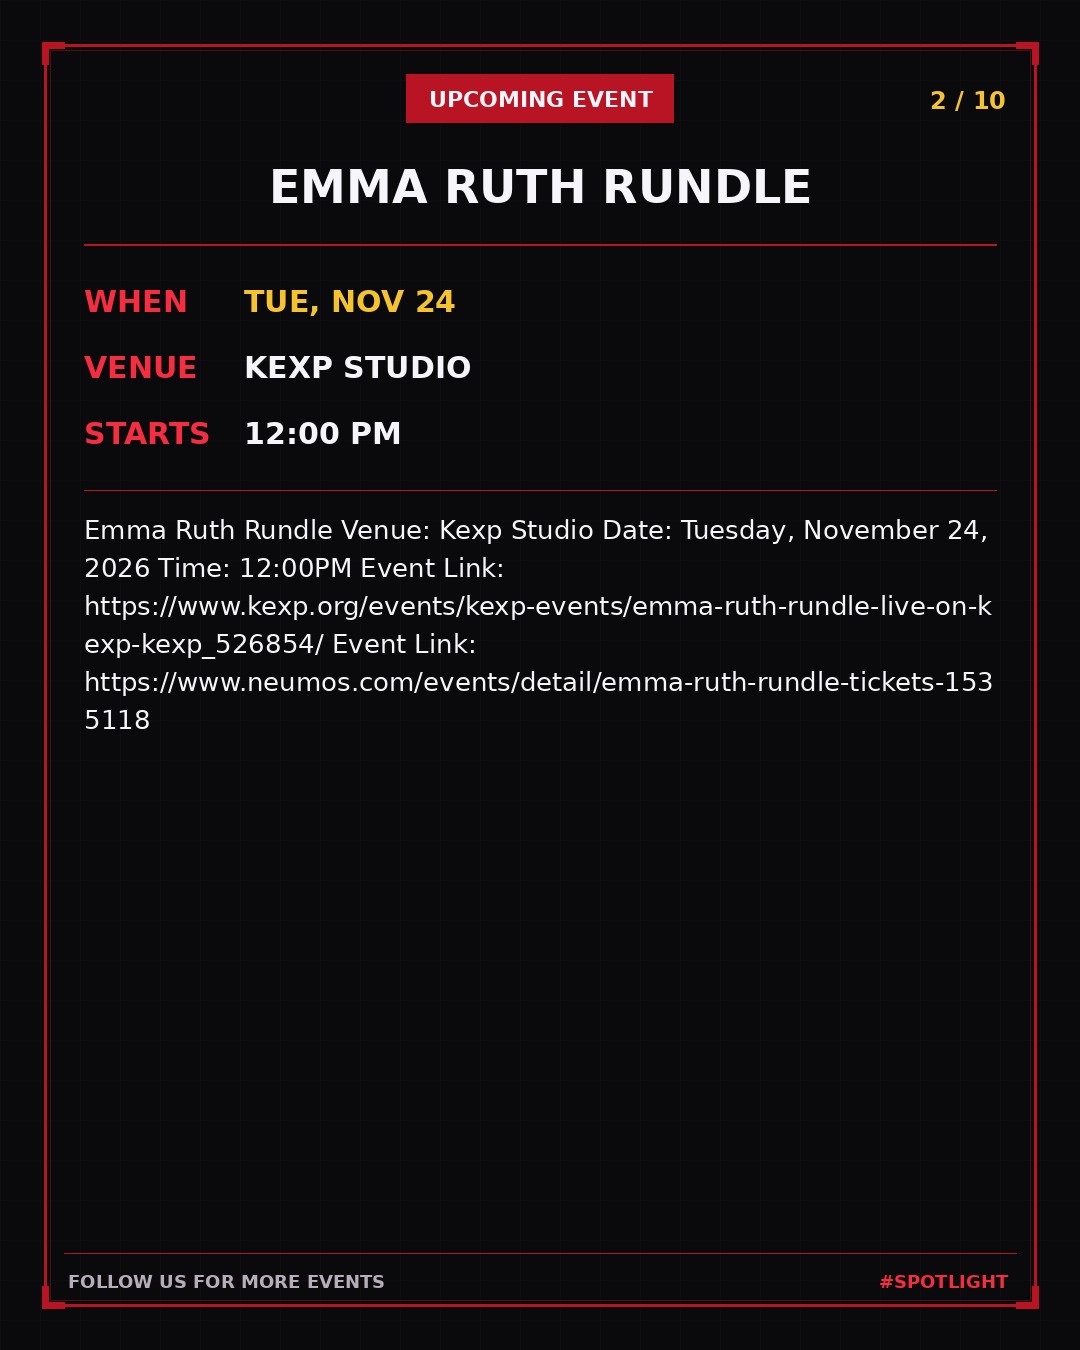 UPCOMING EVENT
2 / 10
EMMA RUTH RUNDLE
WHEN TUE, NOV 24
VENUE KEXP STUDIO
STARTS 12:00 PM
Emma Ruth Rundle Venue: Kexp Studio Date: Tuesday, November 24,
2026 Time: 12:00PM Event Link:
https://www.kexp.org/events/kexp-events/emma-ruth-rundle-live-on-k
exp-kexp_526854/ Event Link:
https://www.neumos.com/events/detail/emma-ruth-rundle-tickets-153
5118
FOLLOW US FOR MORE EVENTS
#SPOTLIGHT